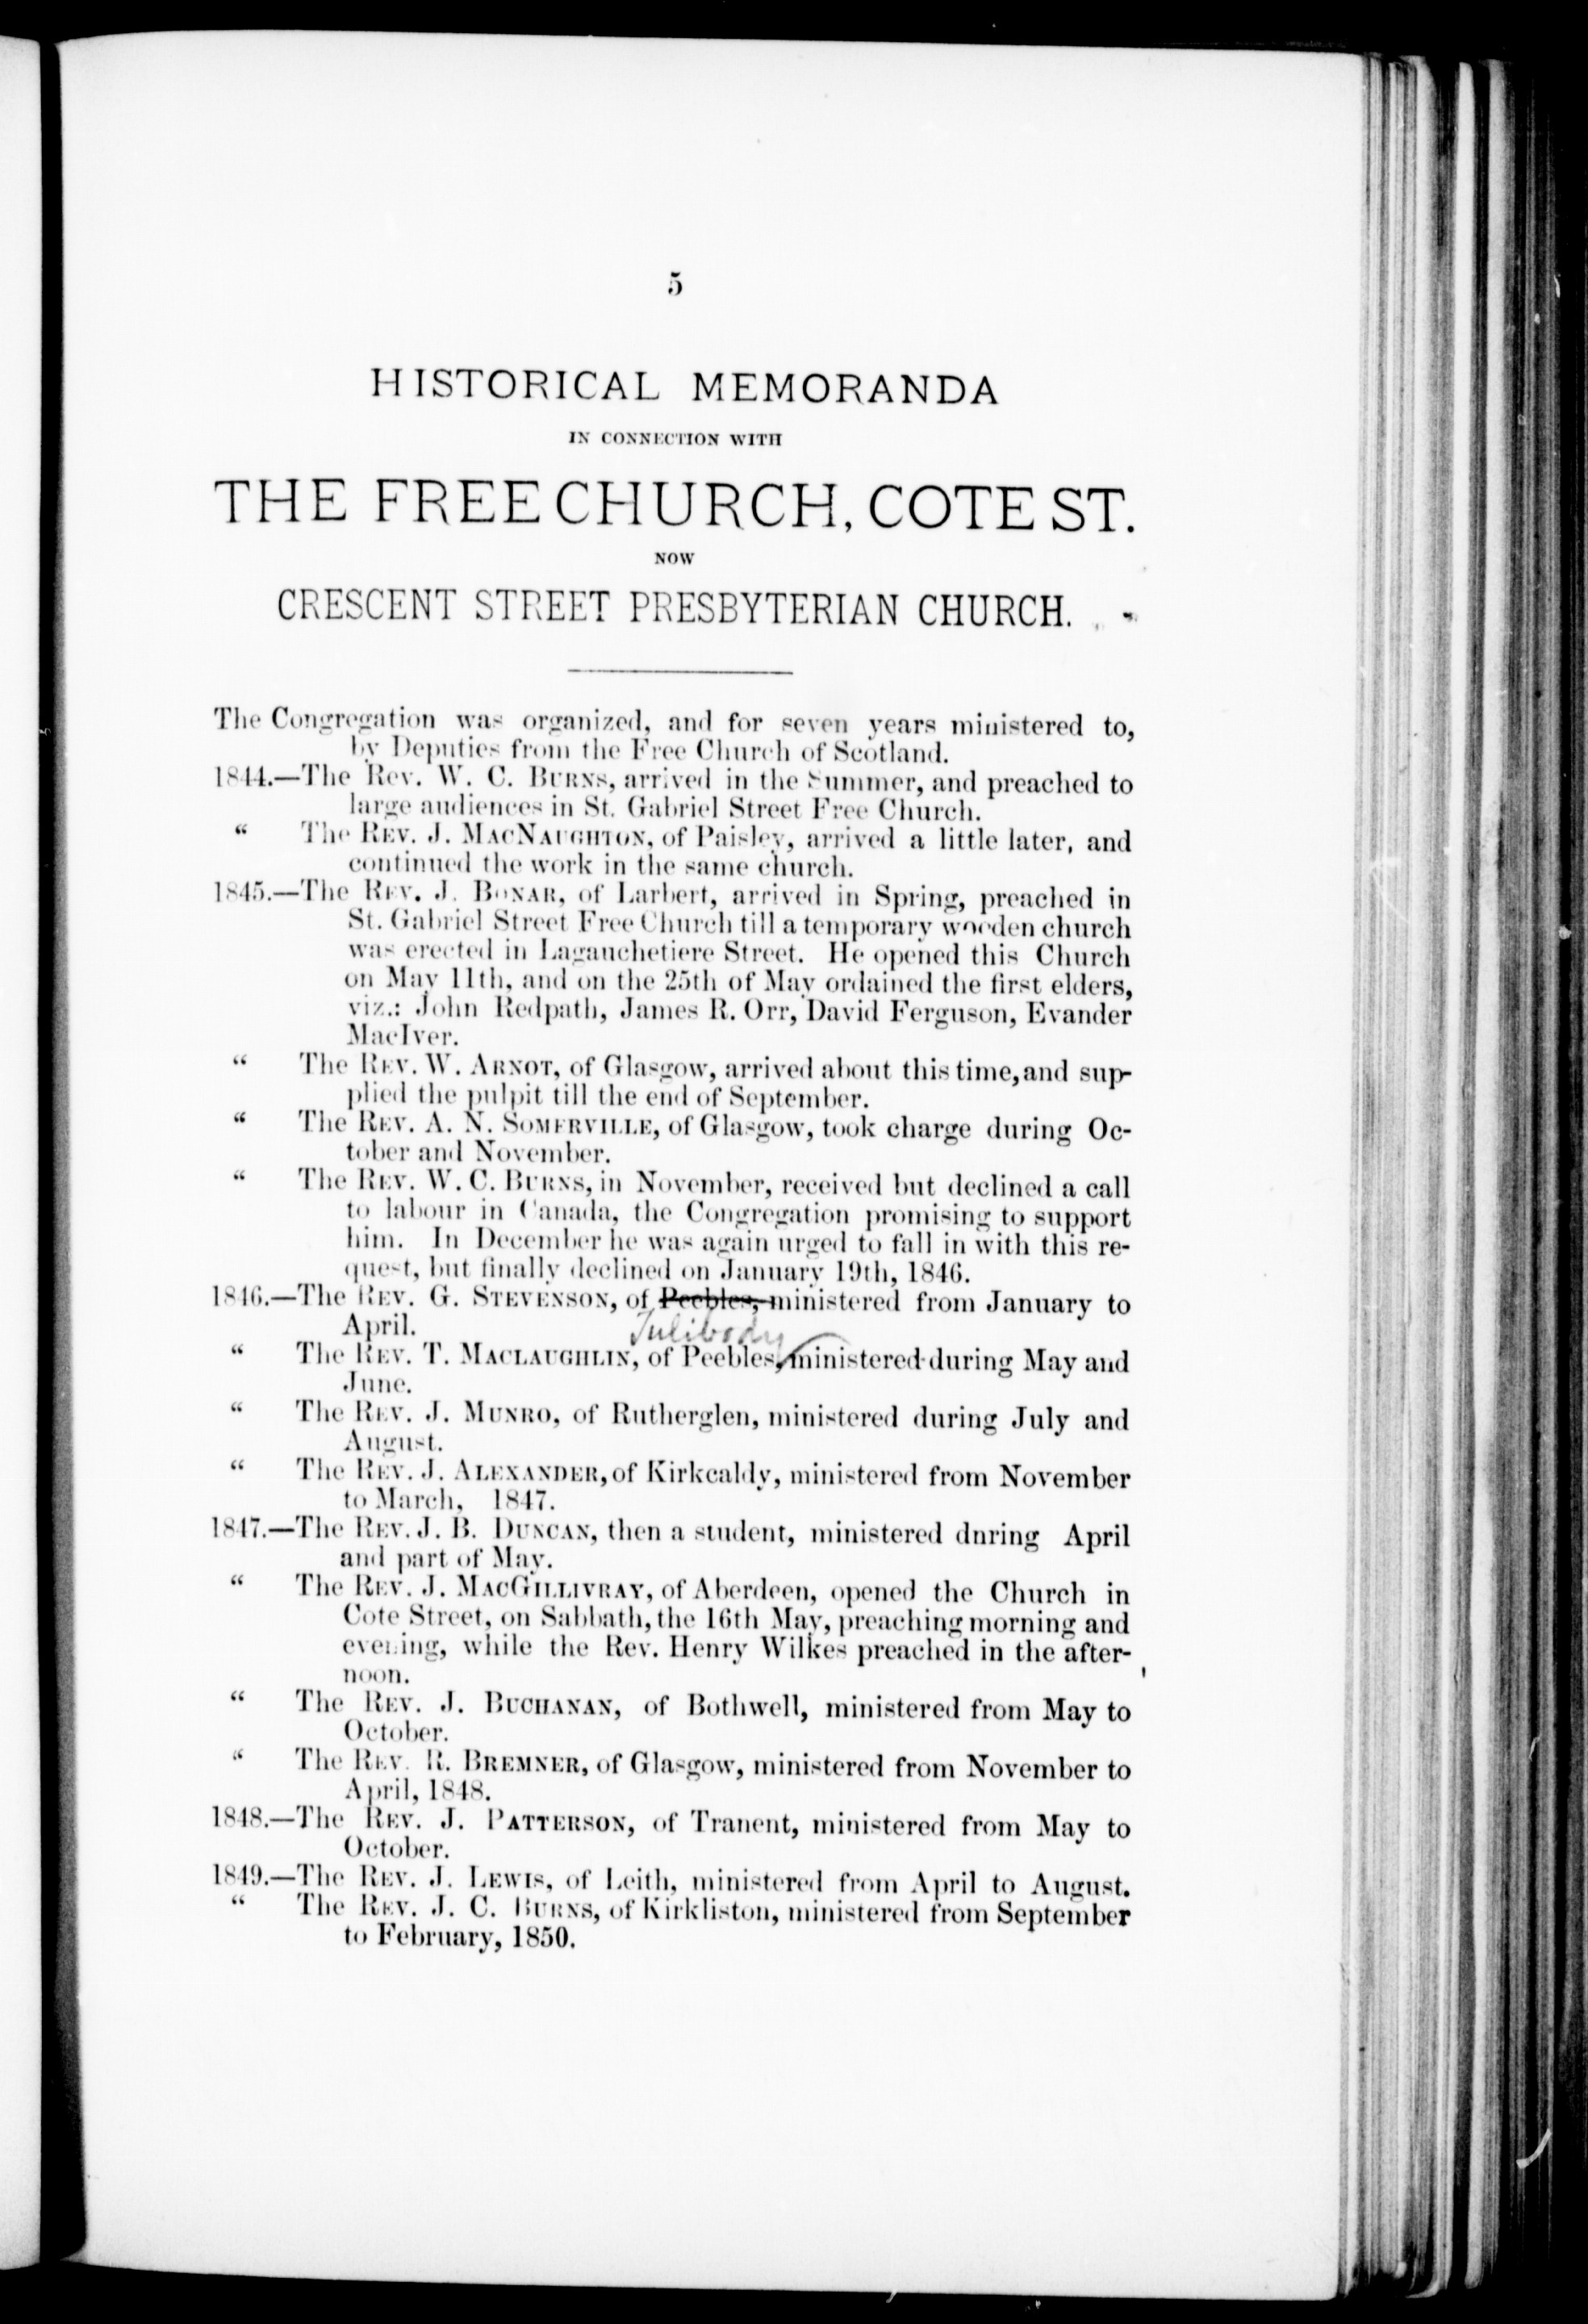 5
HISTORICAL MEMORANDA
IN CONNECTION WITH
THE FREE CHURCH, COTE ST.
NOW
CRESCENT STREET PRESBYTERIAN CHURCH.
The Congregation was organized, and for seven years ministered to,
by Deputies from the Free Church of Scotland.
1844.—The Rev. W. C. BURNS, arrived in the Summer, and preached to
large audiences in St. Gabriel Street Free Church.
“ The REV. J. MACNAUGHTON, of Paisley, arrived a little later, and
continued the work in the same church.
1845.—The REV. J. BONAR, of Larbert, arrived in Spring, preached in
St. Gabriel Street Free Church till a temporary wooden church
was erected in Lagauchetiere Street. He opened this Church
on May 11th, and on the 25th of May ordained the first elders,
viz.: John Redpath, James R. Orr, David Ferguson, Evander
MacIver.
“ The REV. W. ARNOT, of Glasgow, arrived about this time, and sup-
plied the pulpit till the end of September.
“ The REV. A. N. SOMERVILLE, of Glasgow, took charge during Oc-
tober and November.
“ The REV. W. C. BURNS, in November, received but declined a call
to labour in Canada, the Congregation promising to support
him. In December he was again urged to fall in with this re-
quest, but finally declined on January 19th, 1846.
1846.—The REV. G. STEVENSON, of Peebles, ministered from January to
April.
Tulibody
“ The REV. T. MACLAUGHLIN, of Peebles, ministered during May and
June.
“ The REV. J. MUNRO, of Rutherglen, ministered during July and
August.
“ The REV. J. ALEXANDER, of Kirkcaldy, ministered from November
to March, 1847.
1847.—The REV. J. B. DUNCAN, then a student, ministered dnring April
and part of May.
“ The REV. J. MACGILLIVRAY, of Aberdeen, opened the Church in
Cote Street, on Sabbath, the 16th May, preaching morning and
evening, while the Rev. Henry Wilkes preached in the after-
noon.
“ The REV. J. BUCHANAN, of Bothwell, ministered from May to
October.
“ The REV. R. BREMNER, of Glasgow, ministered from November to
April, 1848.
1848.—The REV. J. PATTERSON, of Tranent, ministered from May to
October.
1849.—The REV. J. LEWIS, of Leith, ministered from April to August.
“ The REV. J. C. BURNS, of Kirkliston, ministered from September
to February, 1850.